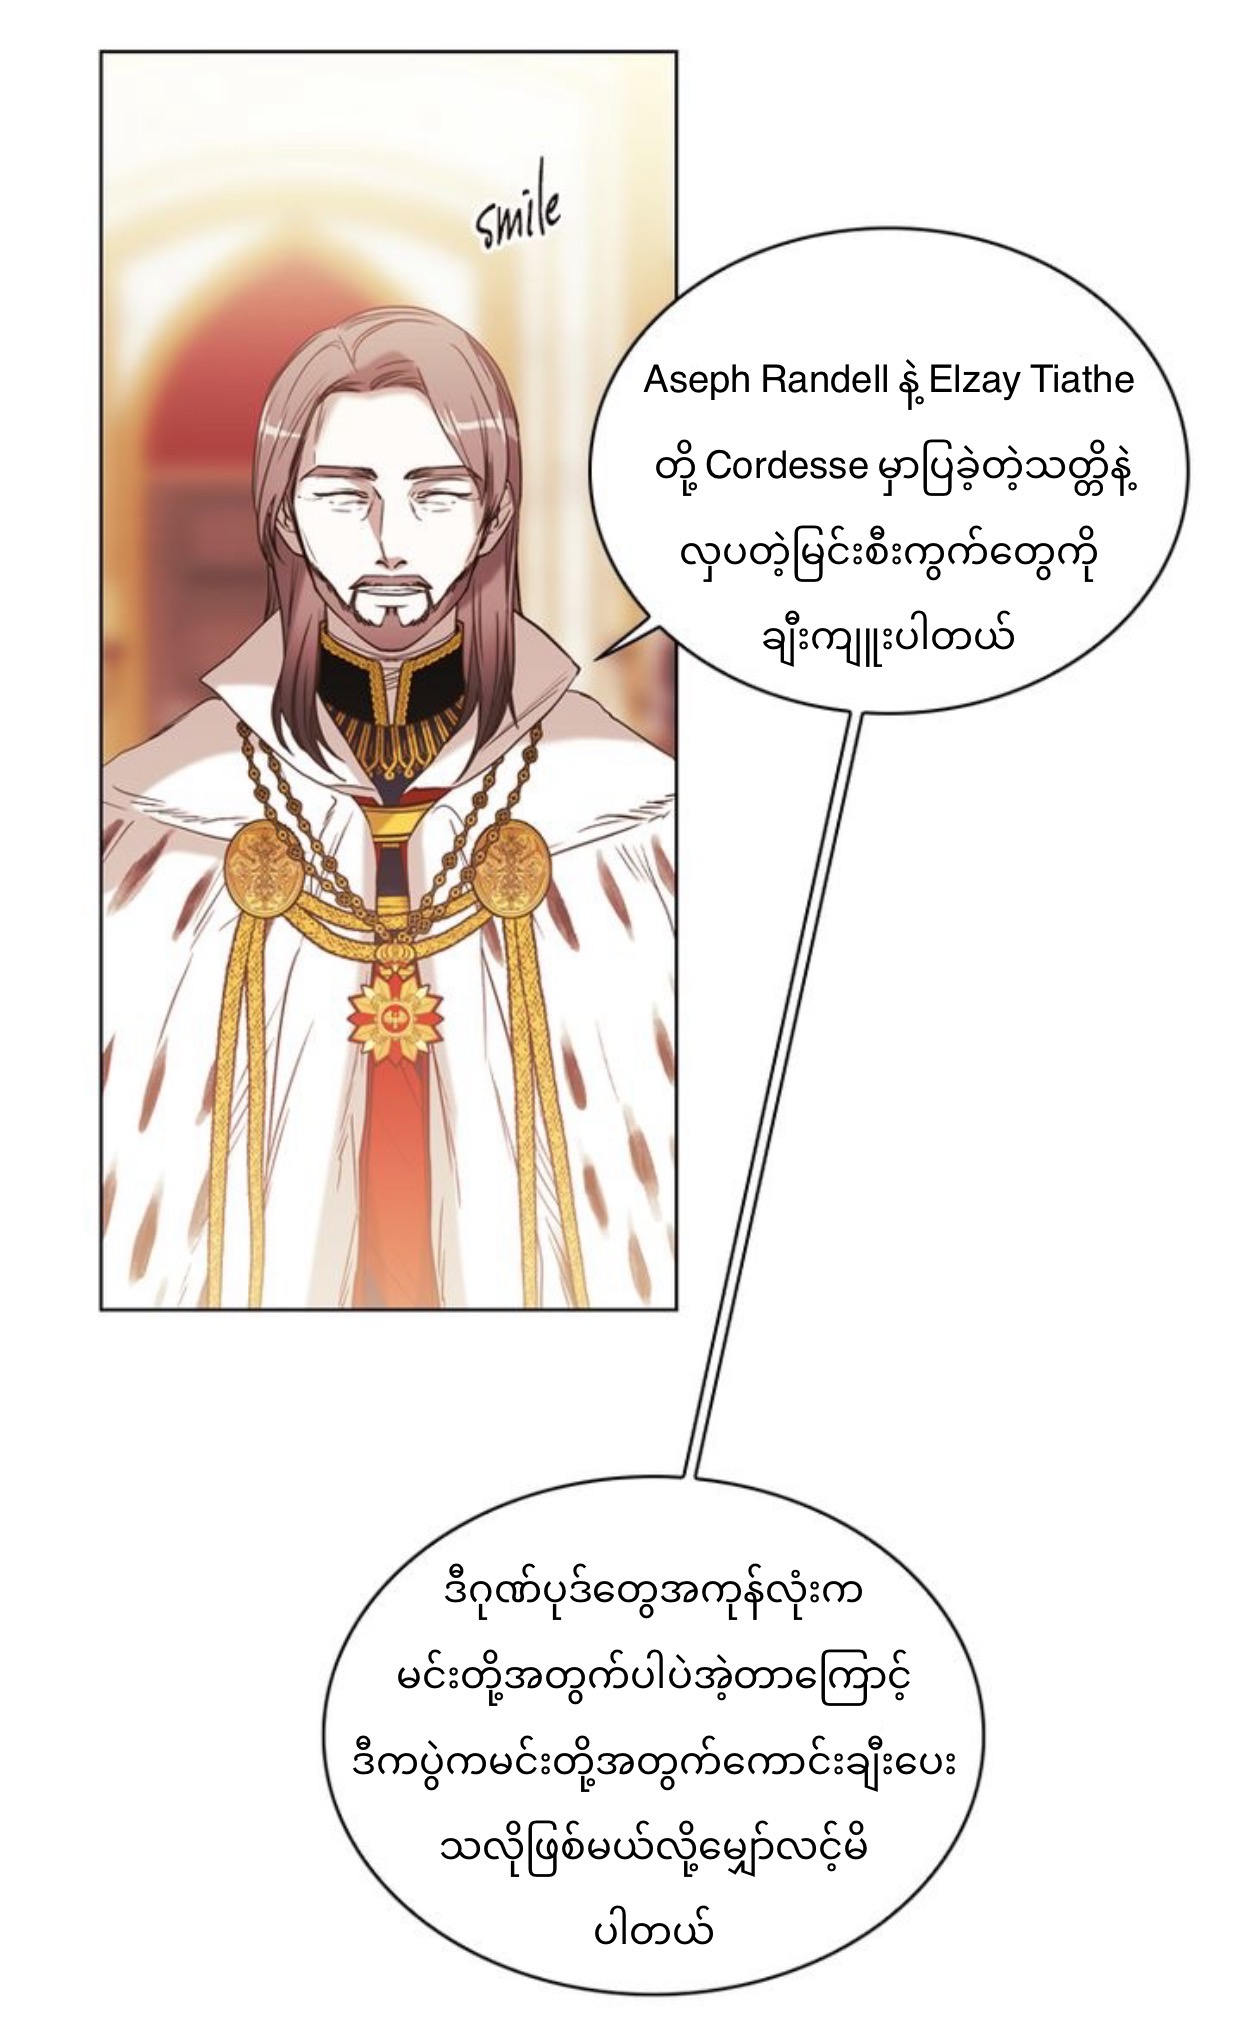 smile
Aseph Randell နဲ့ Elzay Tiathe
တို့ Cordesse မှာပြခဲ့တဲ့သတ္တိနဲ့
လှပတဲ့မြင်းစီးကွက်တွေကို
ချီးကျူးပါတယ်
ဒီဂုဏ်ပုဒ်တွေအကုန်လုံးက
မင်းတို့အတွက်ပါပဲအဲ့တာကြောင့်
ဒီကပွဲကမင်းတို့အတွက်ကောင်းချီးပေး
သလိုဖြစ်မယ်လို့မျှော်လင့်မိ
ပါတယ်